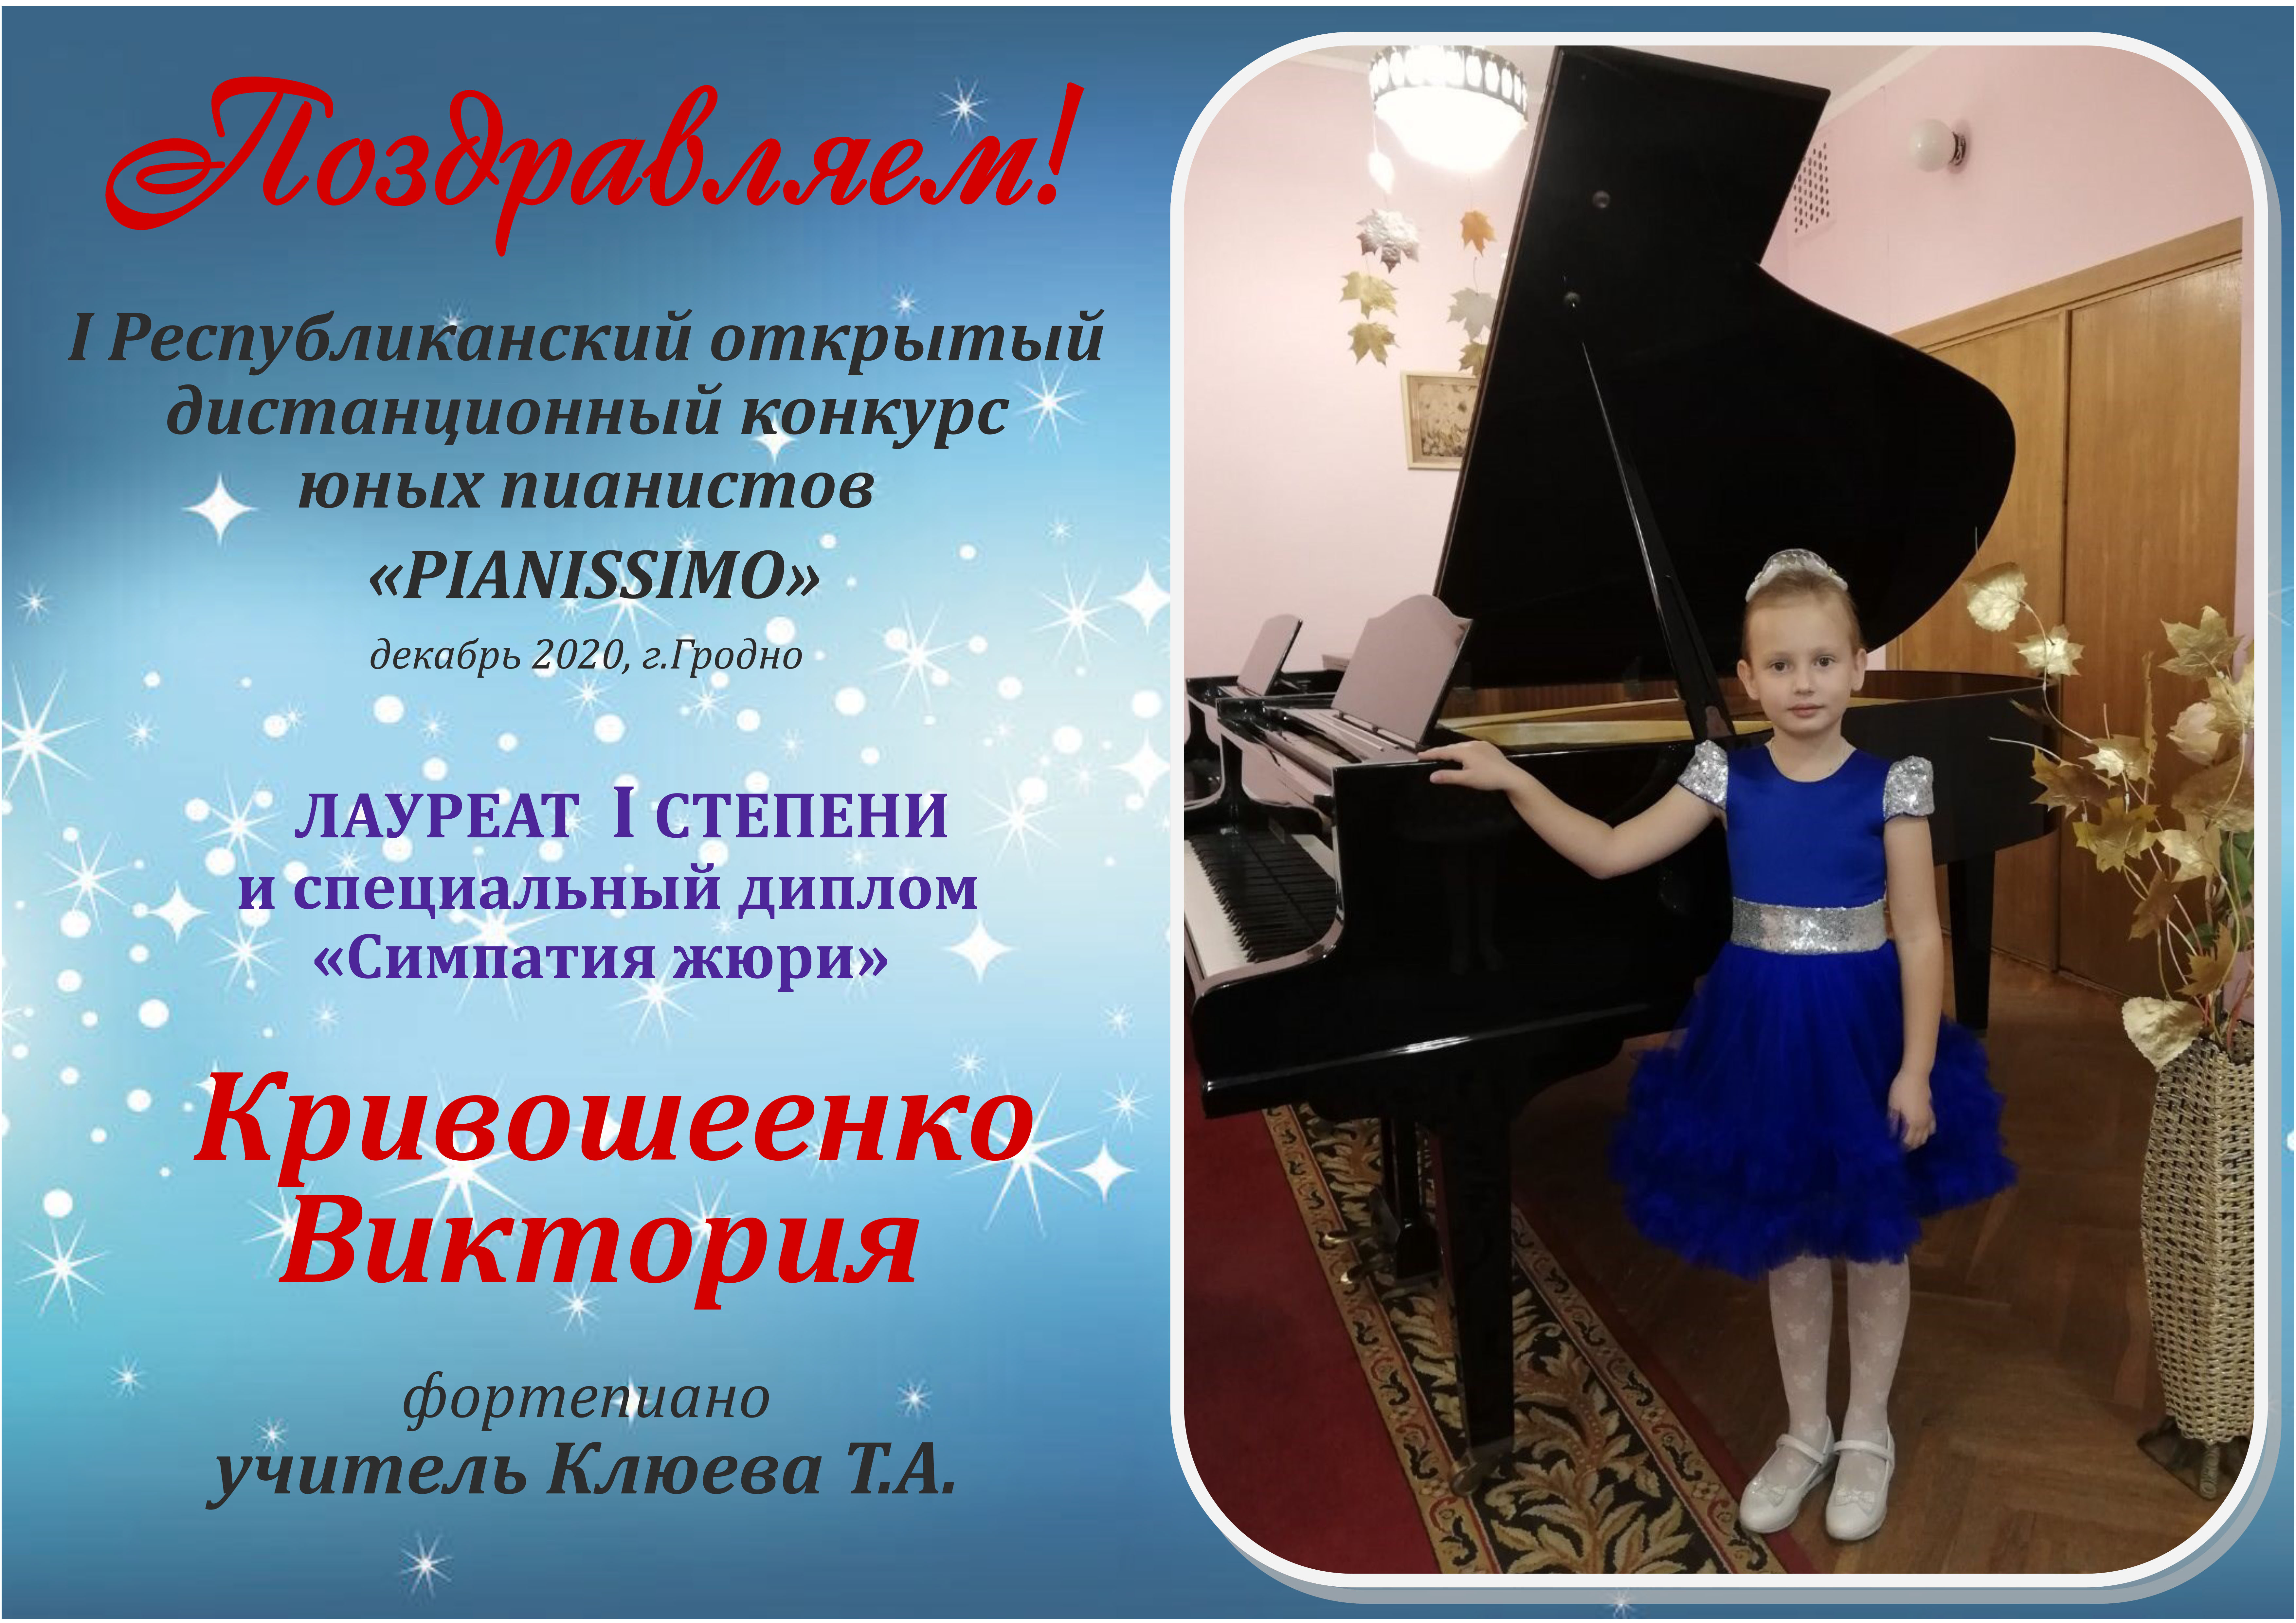 Поздравляем!
I Республиканский открытый
дистанционный конкурс
юных пианистов
«PIANISSIMO»
декабрь 2020, г.Гродно
ЛАУРЕАТ I СТЕПЕНИ
и специальный диплом
«Симпатия жюри»
Кривошеенко
Виктория
фортепиано
учитель Клюева Т.А.